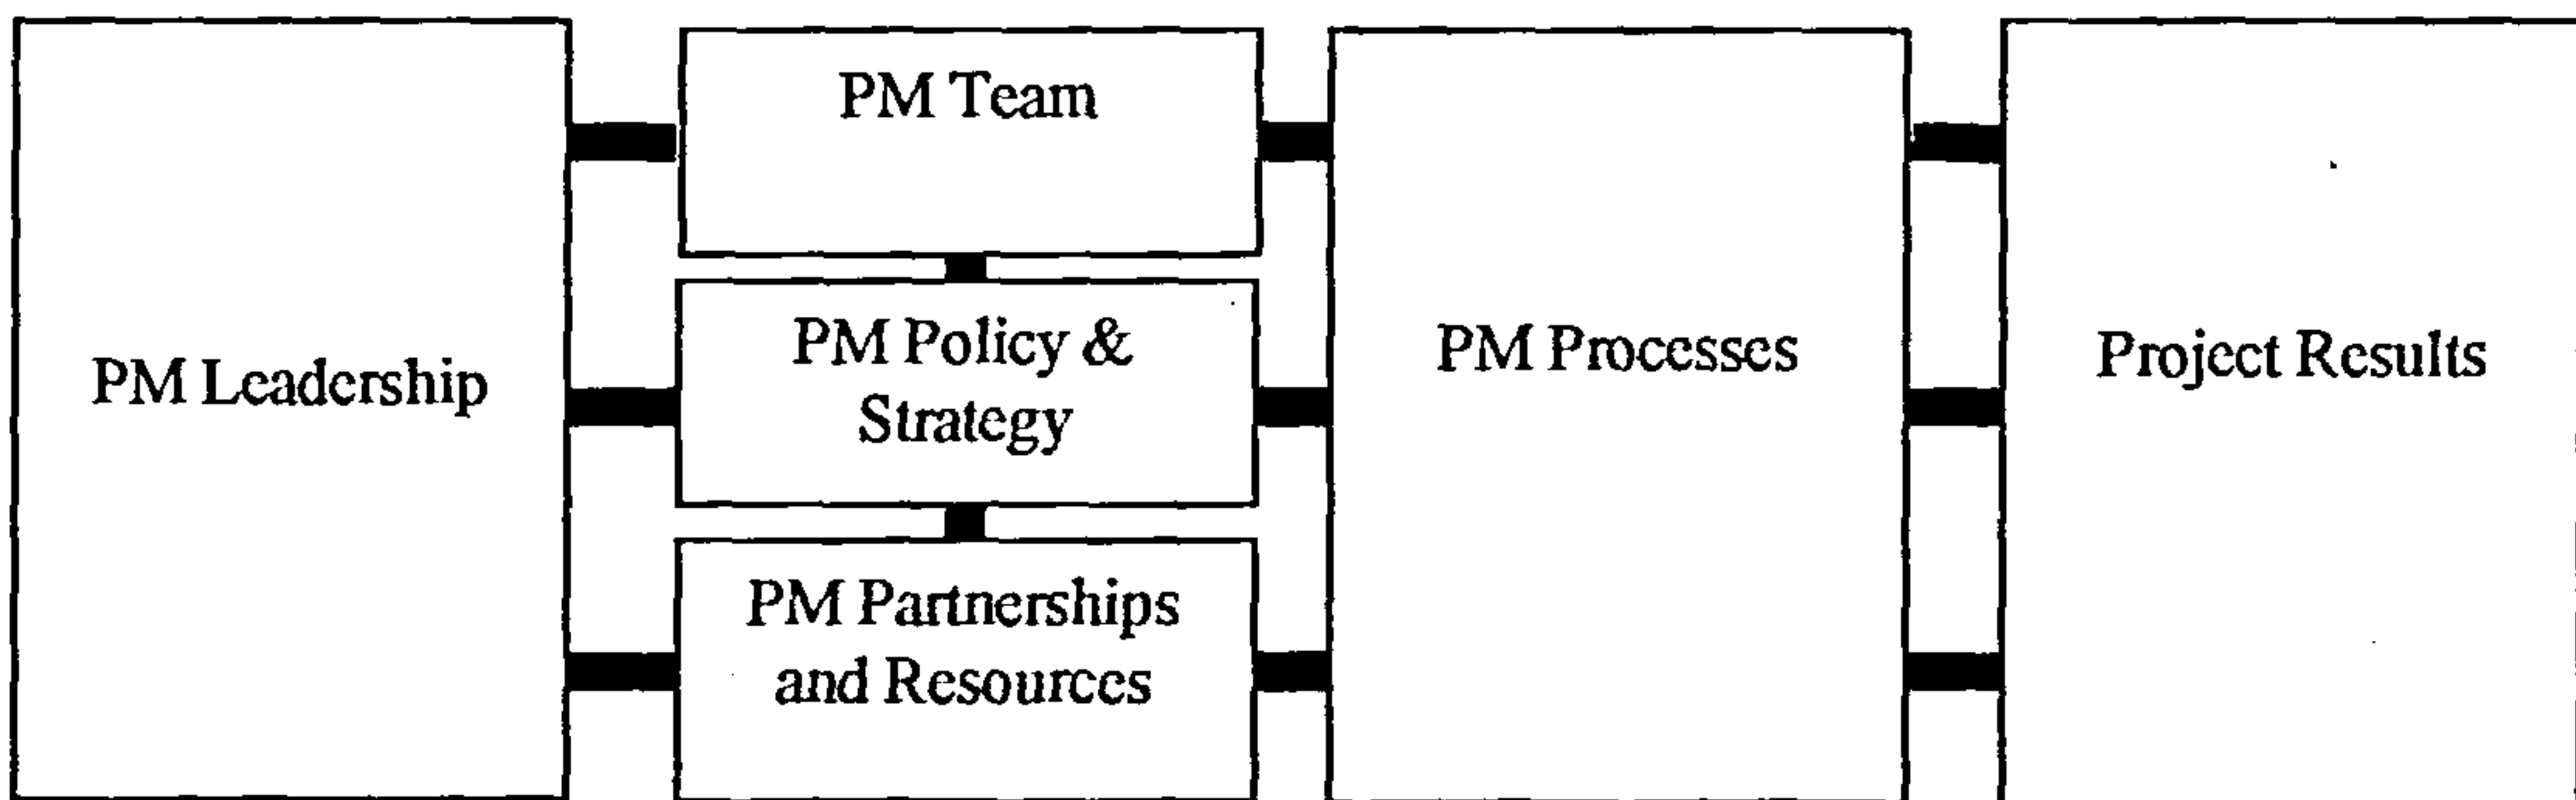 PM Leadership
PM Team
PM Policy &
Strategy
PM Partnerships
and Resources
PM Processes
Project Results